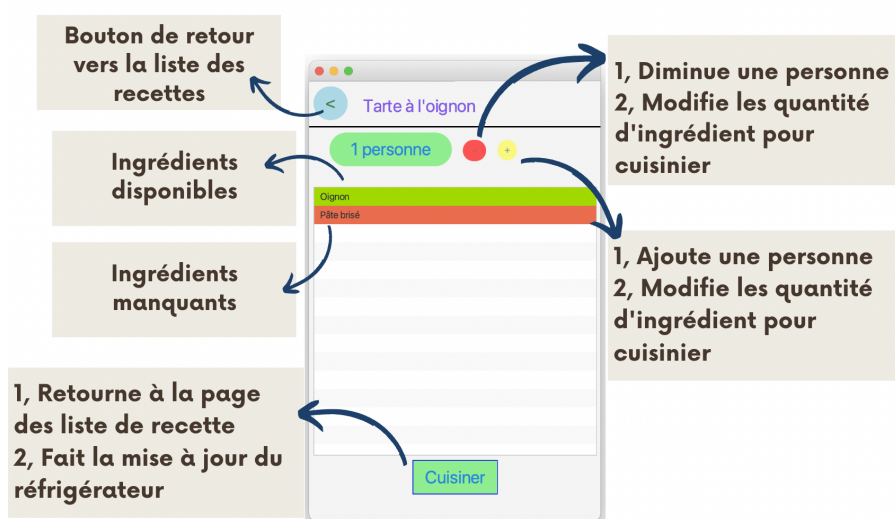 Bouton de retour
vers la liste des
recettes
<
Tarte à l'oignon
1 personne
+
1, Diminue une personne
2, Modifie les quantité
d'ingrédient pour
cuisinier
Ingrédients
disponibles
Oignon
Pâte brisé
Ingrédients
manquants
1, Ajoute une personne
2, Modifie les quantité
d'ingrédient pour
cuisinier
1, Retourne à la page
des liste de recette
2, Fait la mise à jour du
réfrigérateur
Cuisiner